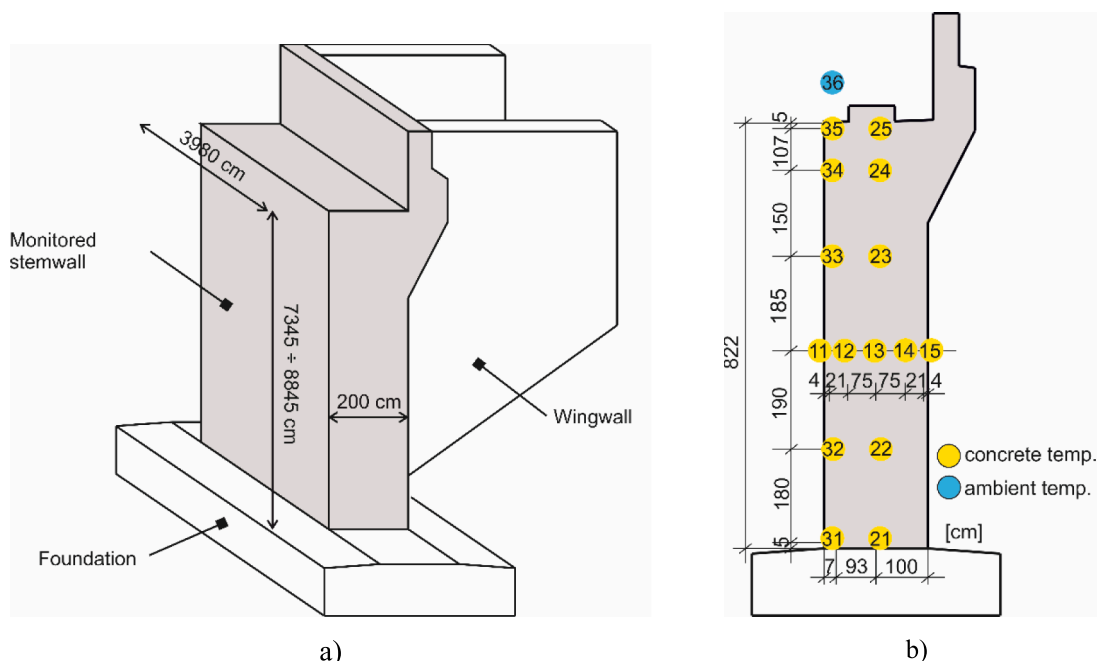 3980 cm
Monitored
stemwall
7345 ÷ 8845 cm
200 cm
Wingwall
Foundation
a)
36
5
35 25
107
34 24
150
33 23
185
822
11 12 13 14 15
4 21 75 75 21 4
190
32 22
concrete temp.
ambient temp.
180
[cm]
31 21
5
7 93 100
b)